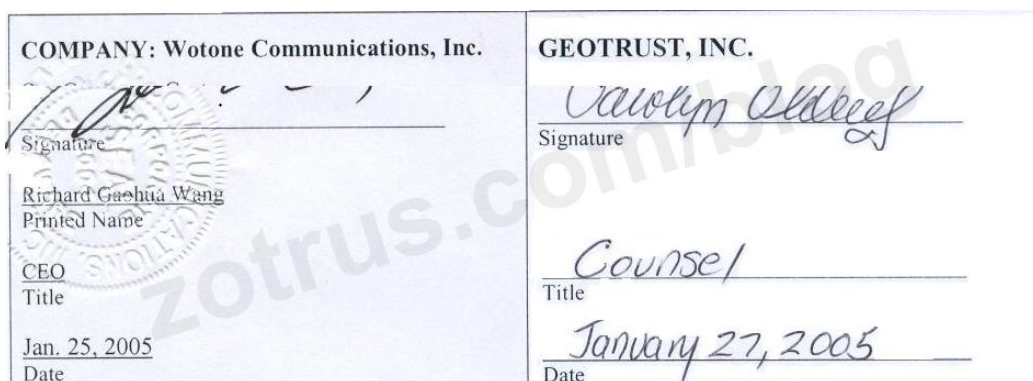 COMPANY: Wotone Communications, Inc.
Signature
Richard Gaohua Wang
Printed Name
CEO
Title
Jan. 25, 2005
Date
GEOTRUST, INC.
Carolyn
Signature
Counsel
Title
January 27, 2005
Date
zotrus.com/blog